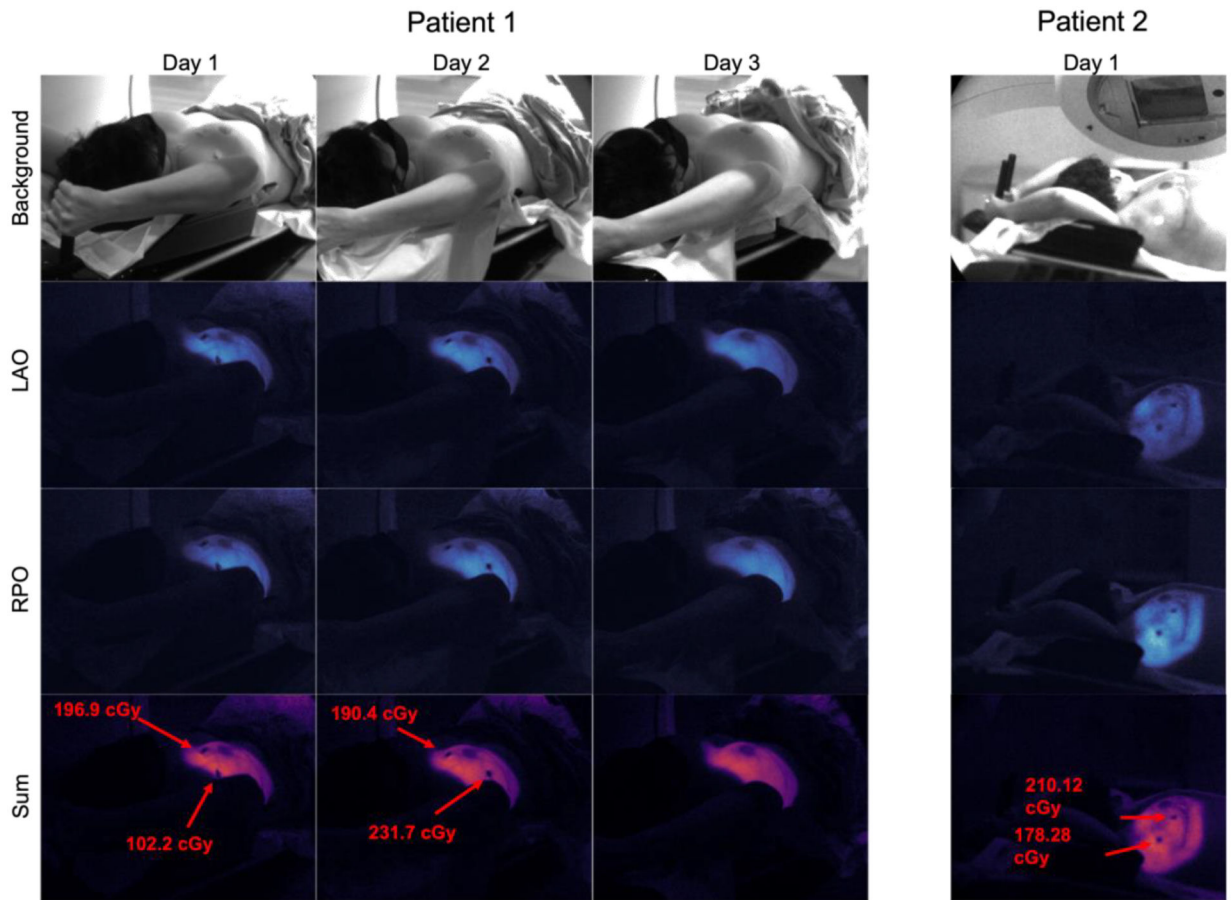 Patient 1
Patient 2
Day 1
Day 2
Day 3
Day 1
Background
LAO
RPO
Sum
196.9 cGy
102.2 cGy
190.4 cGy
231.7 cGy
210.12
cGy
178.28
cGy